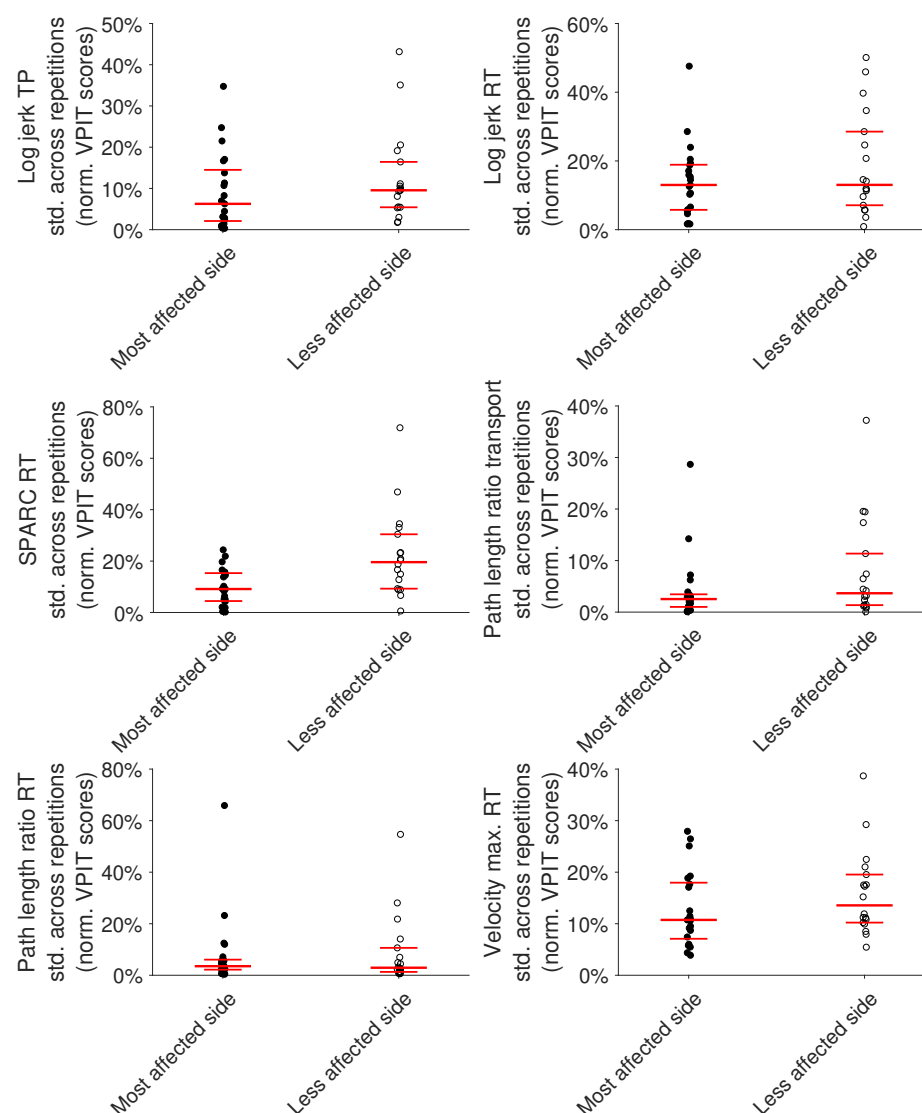 Log jerk TP
std. across repetitions
(norm. VPIT scores)
50%
40%
30%
20%
10%
0%
Most affected side
Less affected side
Log jerk RT
std. across repetitions
(norm. VPIT scores)
60%
40%
20%
0%
Most affected side
Less affected side
SPARC RT
std. across repetitions
(norm. VPIT scores)
80%
60%
40%
20%
0%
Most affected side
Less affected side
Path length ratio transport
std. across repetitions
(norm. VPIT scores)
40%
30%
20%
10%
0%
Most affected side
Less affected side
Path length ratio RT
std. across repetitions
(norm. VPIT scores)
80%
60%
40%
20%
0%
Most affected side
Less affected side
Velocity max. RT
std. across repetitions
(norm. VPIT scores)
40%
30%
20%
10%
0%
Most affected side
Less affected side